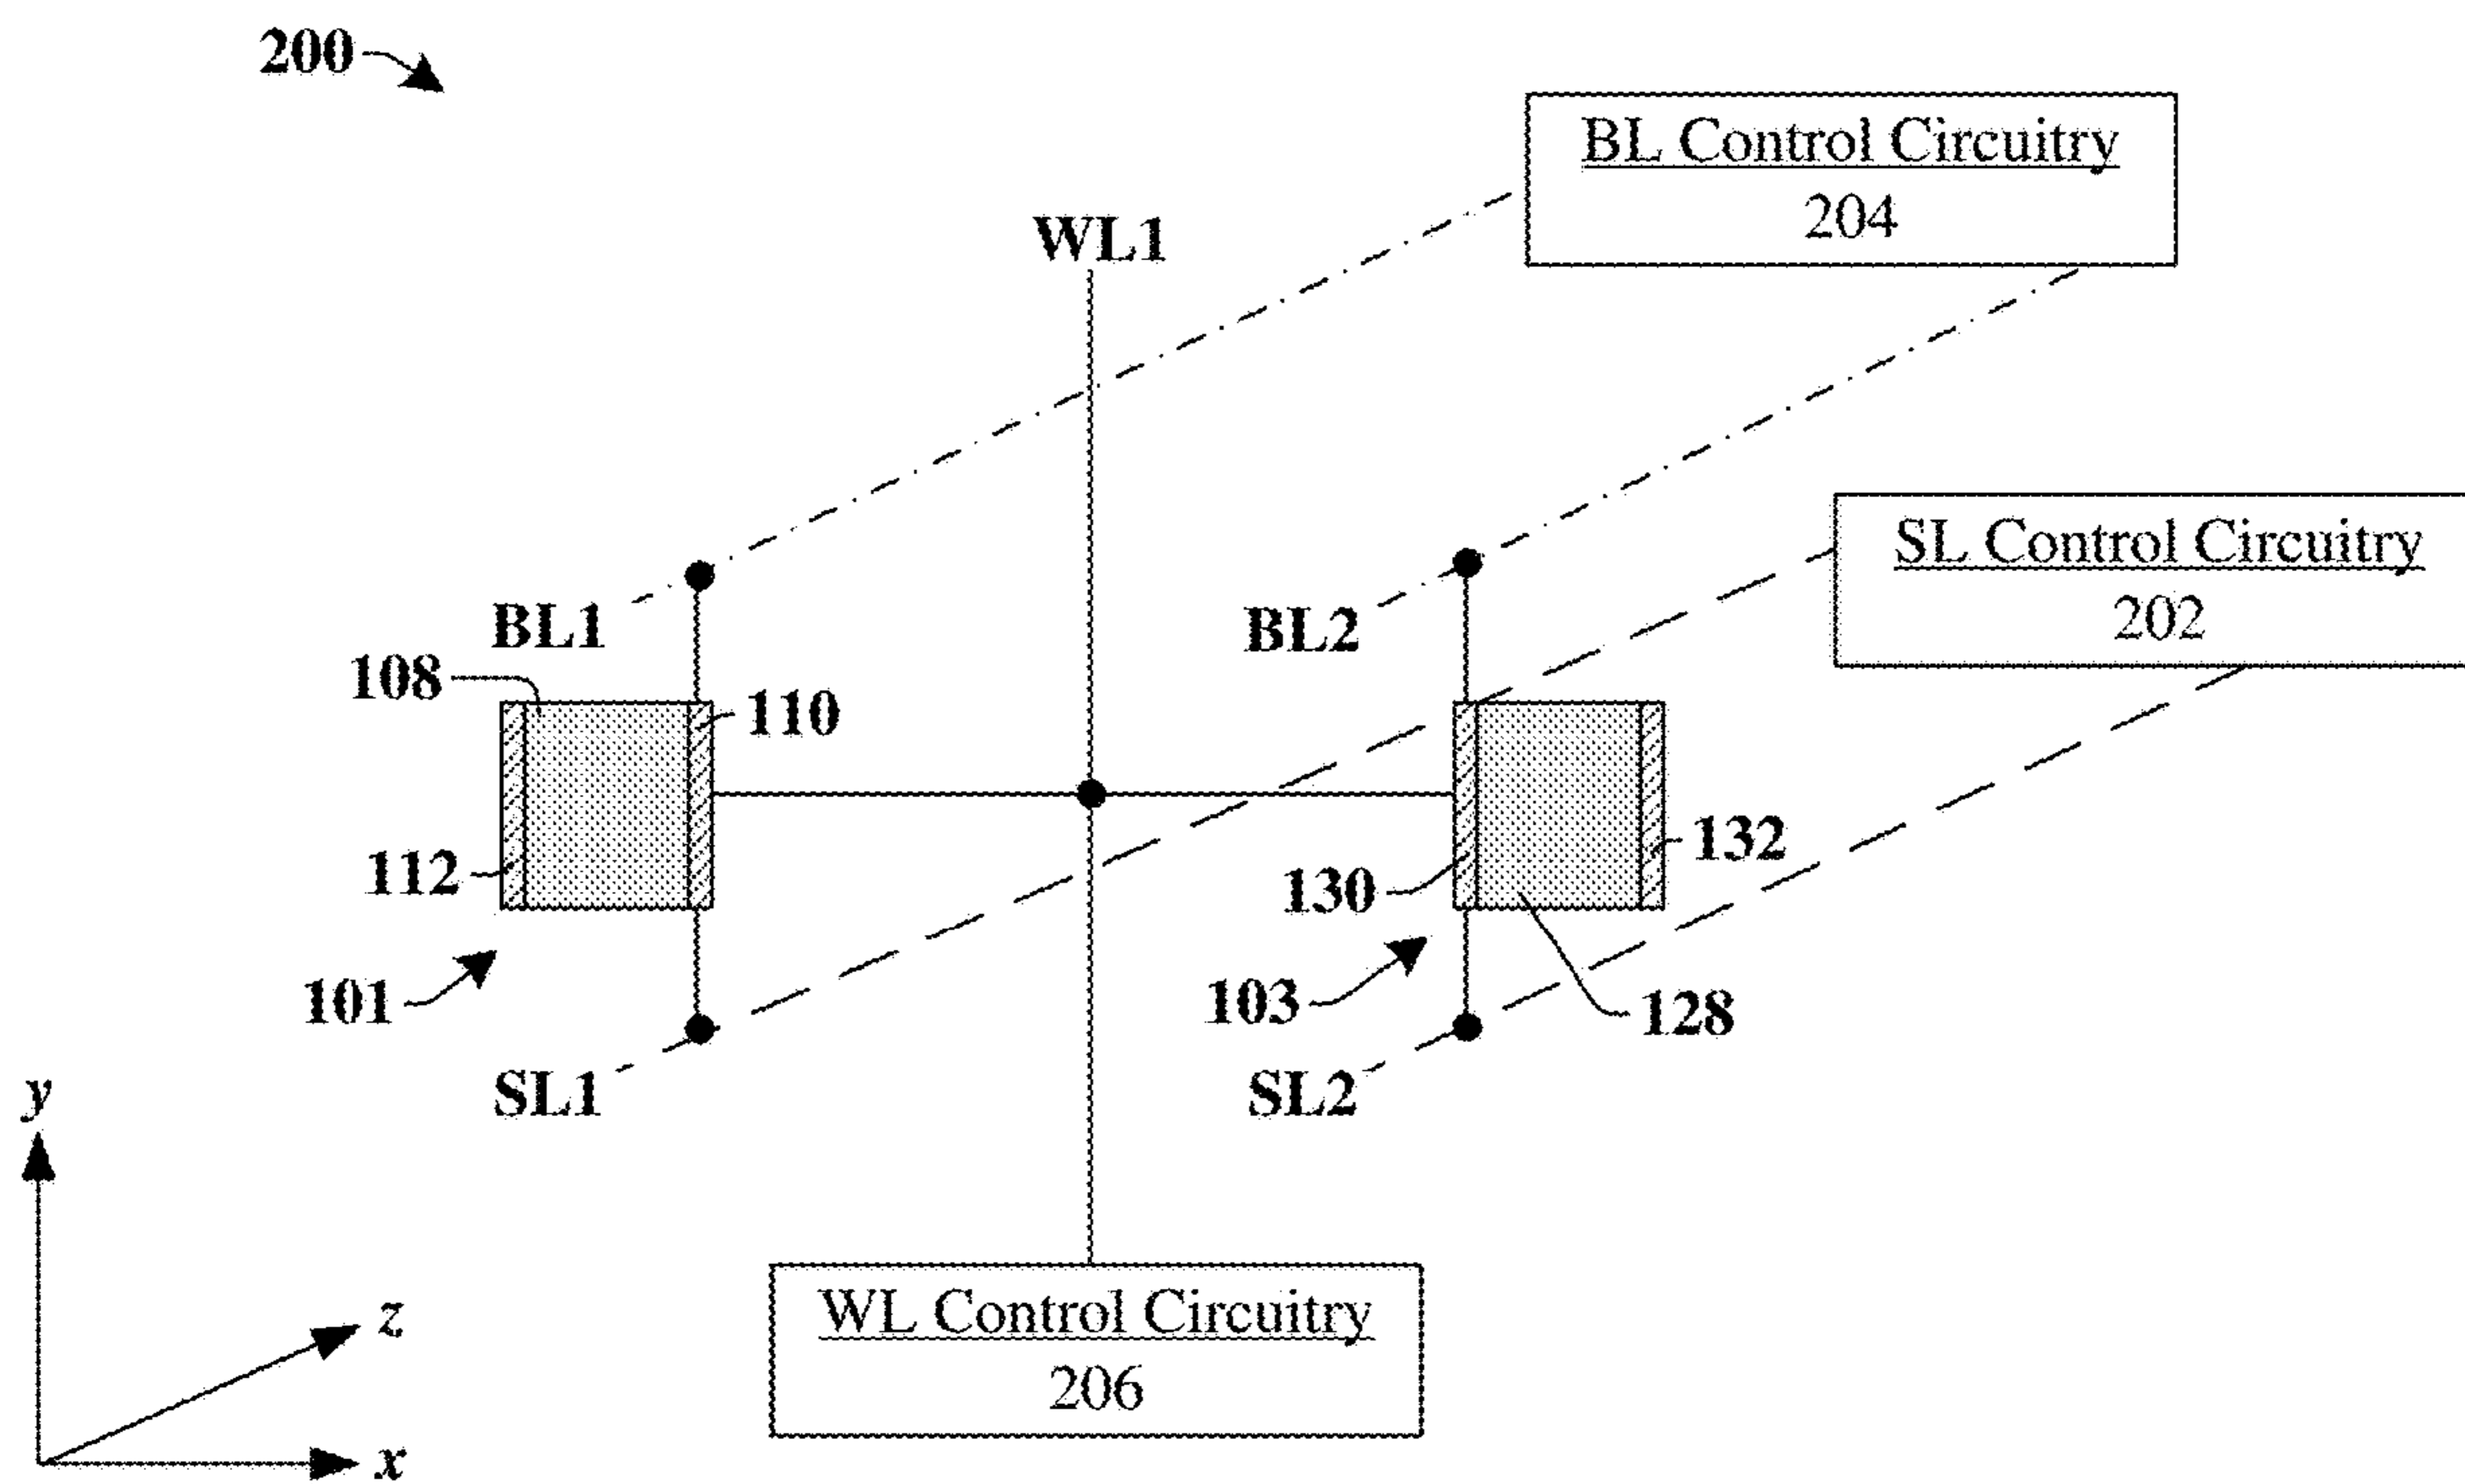 200
BL Control Circuitry
204
WL1
SL Control Circuitry
202
BL1
BL2
108
110
112
130
132
101
103
128
SL1
SL2
y
z
x
WL Control Circuitry
206